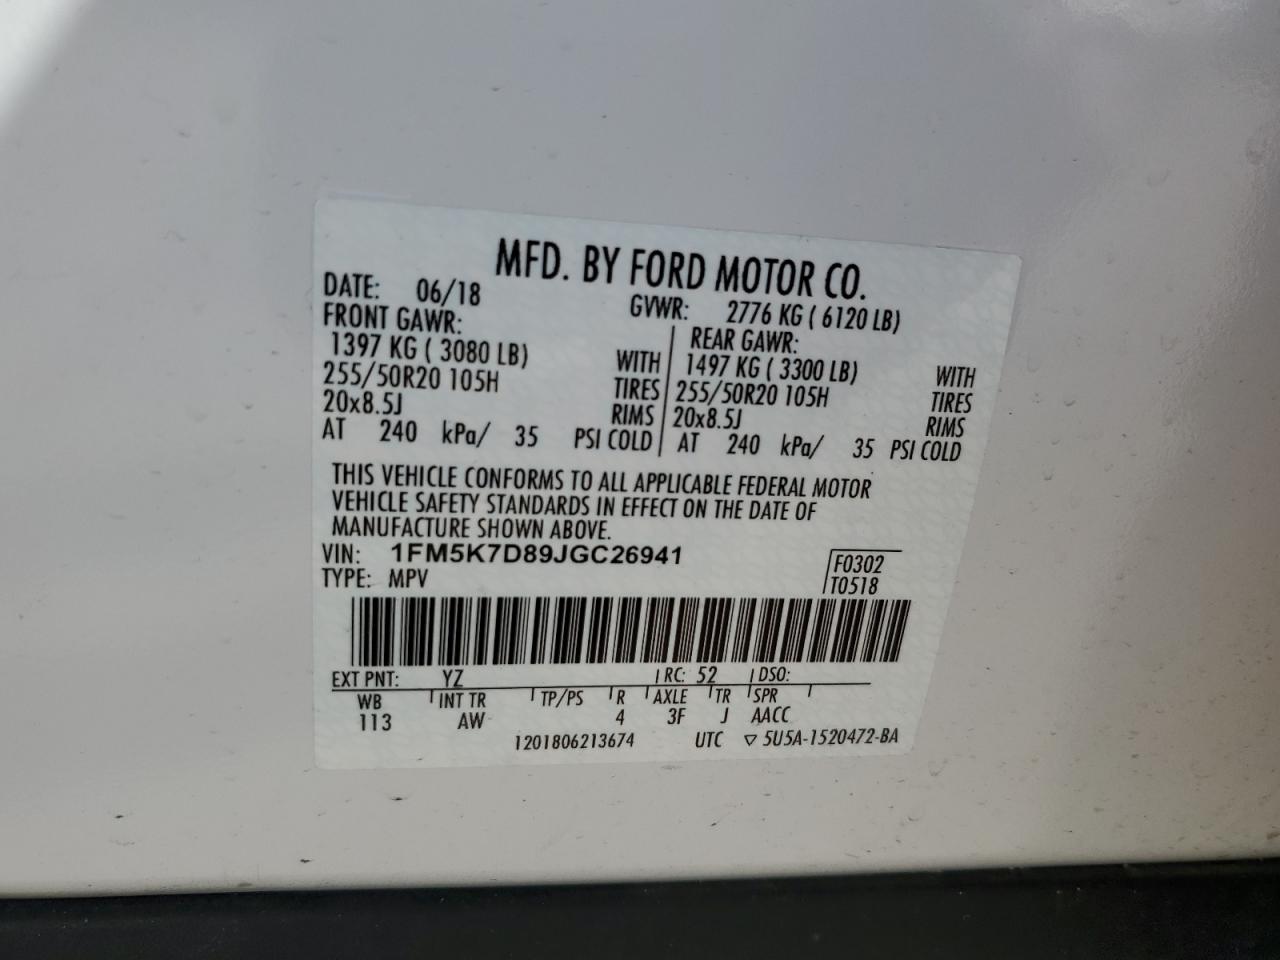 MFD. BY FORD MOTOR CO.
DATE: 06/18 GVWR: 2776 KG ( 6120 LB)
FRONT GAWR: REAR GAWR:
1397 KG ( 3080 LB) WITH 1497 KG ( 3300 LB) WITH
255/50R20 105H TIRES 255/50R20 105H TIRES
20x8.5J RIMS 20x8.5J RIMS
AT 240 kPa/ 35 PSI COLD AT 240 kPa/ 35 PSI COLD
THIS VEHICLE CONFORMS TO ALL APPLICABLE FEDERAL MOTOR
VEHICLE SAFETY STANDARDS IN EFFECT ON THE DATE OF
MANUFACTURE SHOWN ABOVE.
VIN: 1FM5K7D89JGC26941 F0302
TYPE: MPV T0518
EXT PNT: YZ RC: 52 DSO:
WB INT TR TP/PS R AXLE TR SPR
113 AW 4 3F J AACC
1201806213674 UTC ▽ 5U5A-1520472-BA